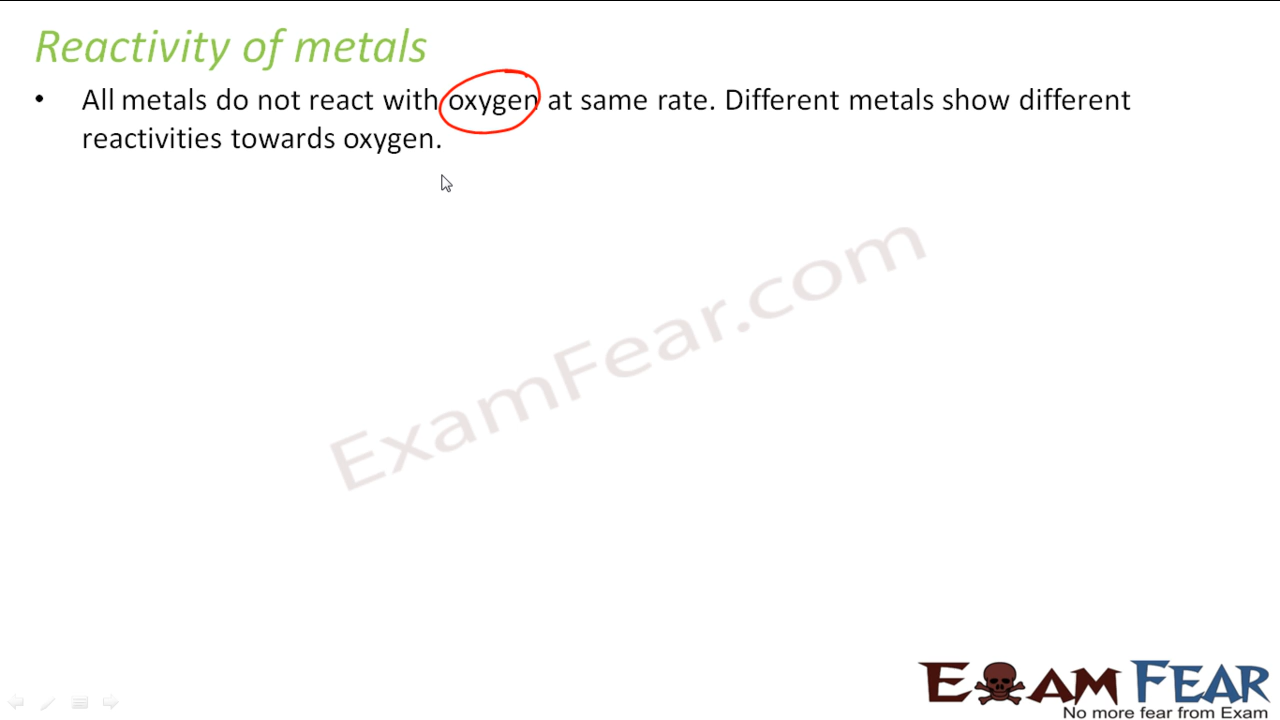 Reactivity of metals
• All metals do not react with oxygen at same rate. Different metals show different
reactivities towards oxygen.
ExamFear.com
EXAM FEAR
No more fear from Exam